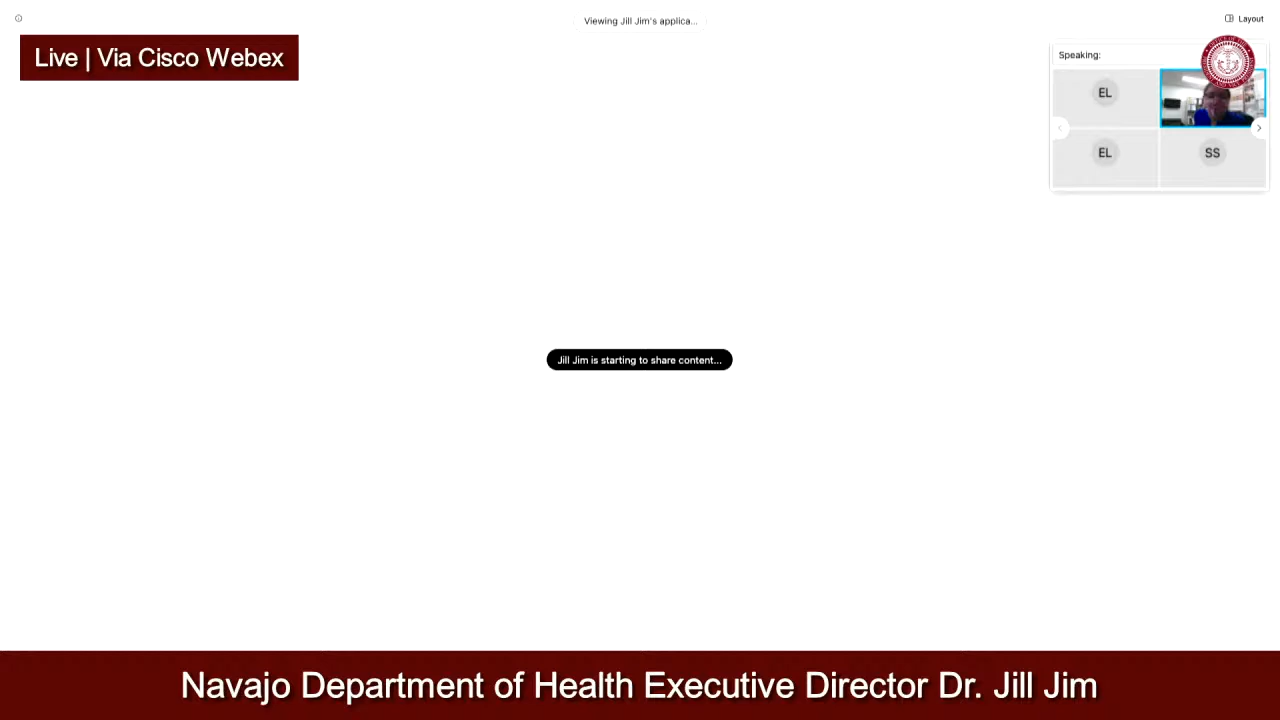 Viewing Jill Jim's applica...
Layout
Live | Via Cisco Webex
Speaking:
EL
EL
SS
Jill Jim is starting to share content...
Navajo Department of Health Executive Director Dr. Jill Jim